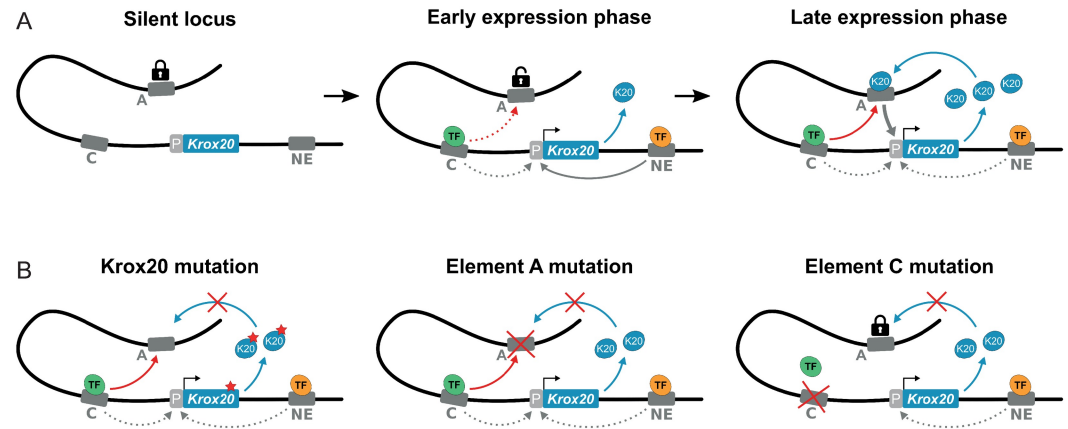 A
Silent locus
Early expression phase
Late expression phase
A
C
P
Krox20
NE
A
K20
TF
C
P
Krox20
TF
NE
K20
A
K20
K20
K20
TF
C
P
Krox20
TF
NE
B
Krox20 mutation
Element A mutation
Element C mutation
A
K20
K20
TF
C
P
Krox20
TF
NE
A
K20
K20
TF
C
P
Krox20
TF
NE
A
K20
K20
TF
C
P
Krox20
TF
NE